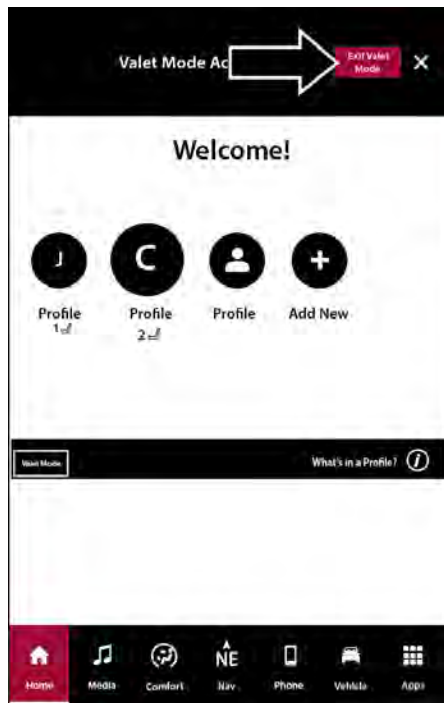 Valet Mode Ac
Exit Valet
Mode
Welcome!
J
C
Profile
1
Profile
2
Profile
Add New
Valet Mode
What's in a Profile?
NE
Home
Media
Comfort
Nav
Phone
Vehicle
Apps